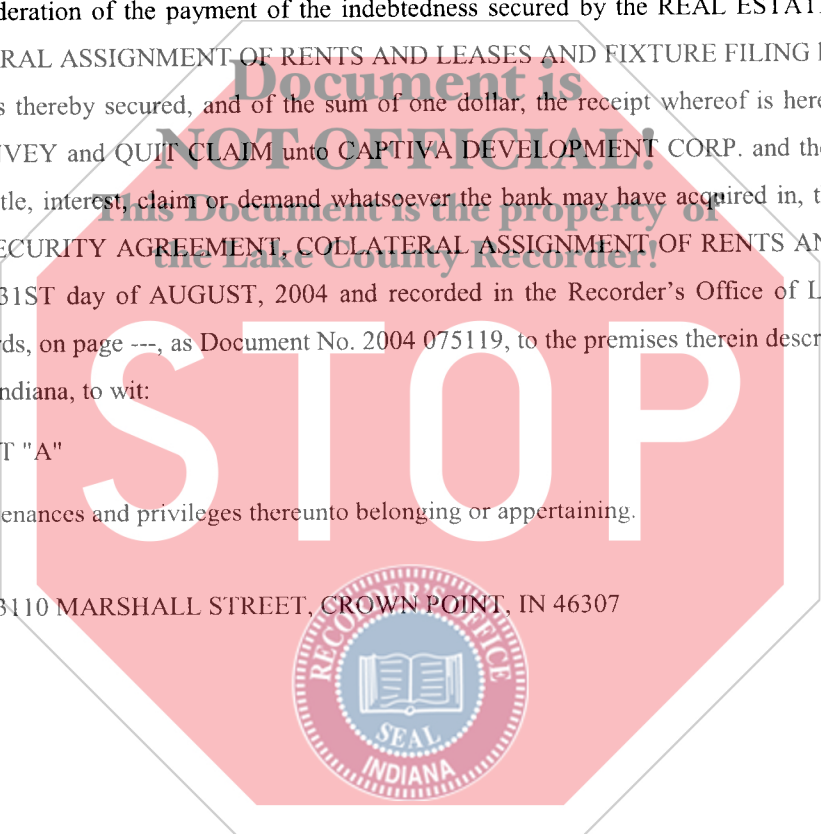 deration of the payment of the indebtedness secured by the REAL ESTAT
RAL ASSIGNMENT OF RENTS AND LEASES AND FIXTURE FILING
Document is
s thereby secured, and of the sum of one dollar, the receipt whereof is here
NOT OFFICIAL!
VEY and QUIT CLAIM unto CAPTIVA DEVELOPMENT CORP. and the
tle, interest, claim or demand whatsoever the bank may have acquired in, t
This Document is the property of
ECURITY AGREEMENT, COLLATERAL ASSIGNMENT OF RENTS AN
the Lake County Recorder!
31ST day of AUGUST, 2004 and recorded in the Recorder's Office of L
ds, on page ---, as Document No. 2004 075119, to the premises therein descr
ndiana, to wit:
STOP
T "A"
enances and privileges thereunto belonging or appertaining.
3110 MARSHALL STREET, CROWN POINT, IN 46307
RECORDER'S OFFICE
SEAL
INDIANA